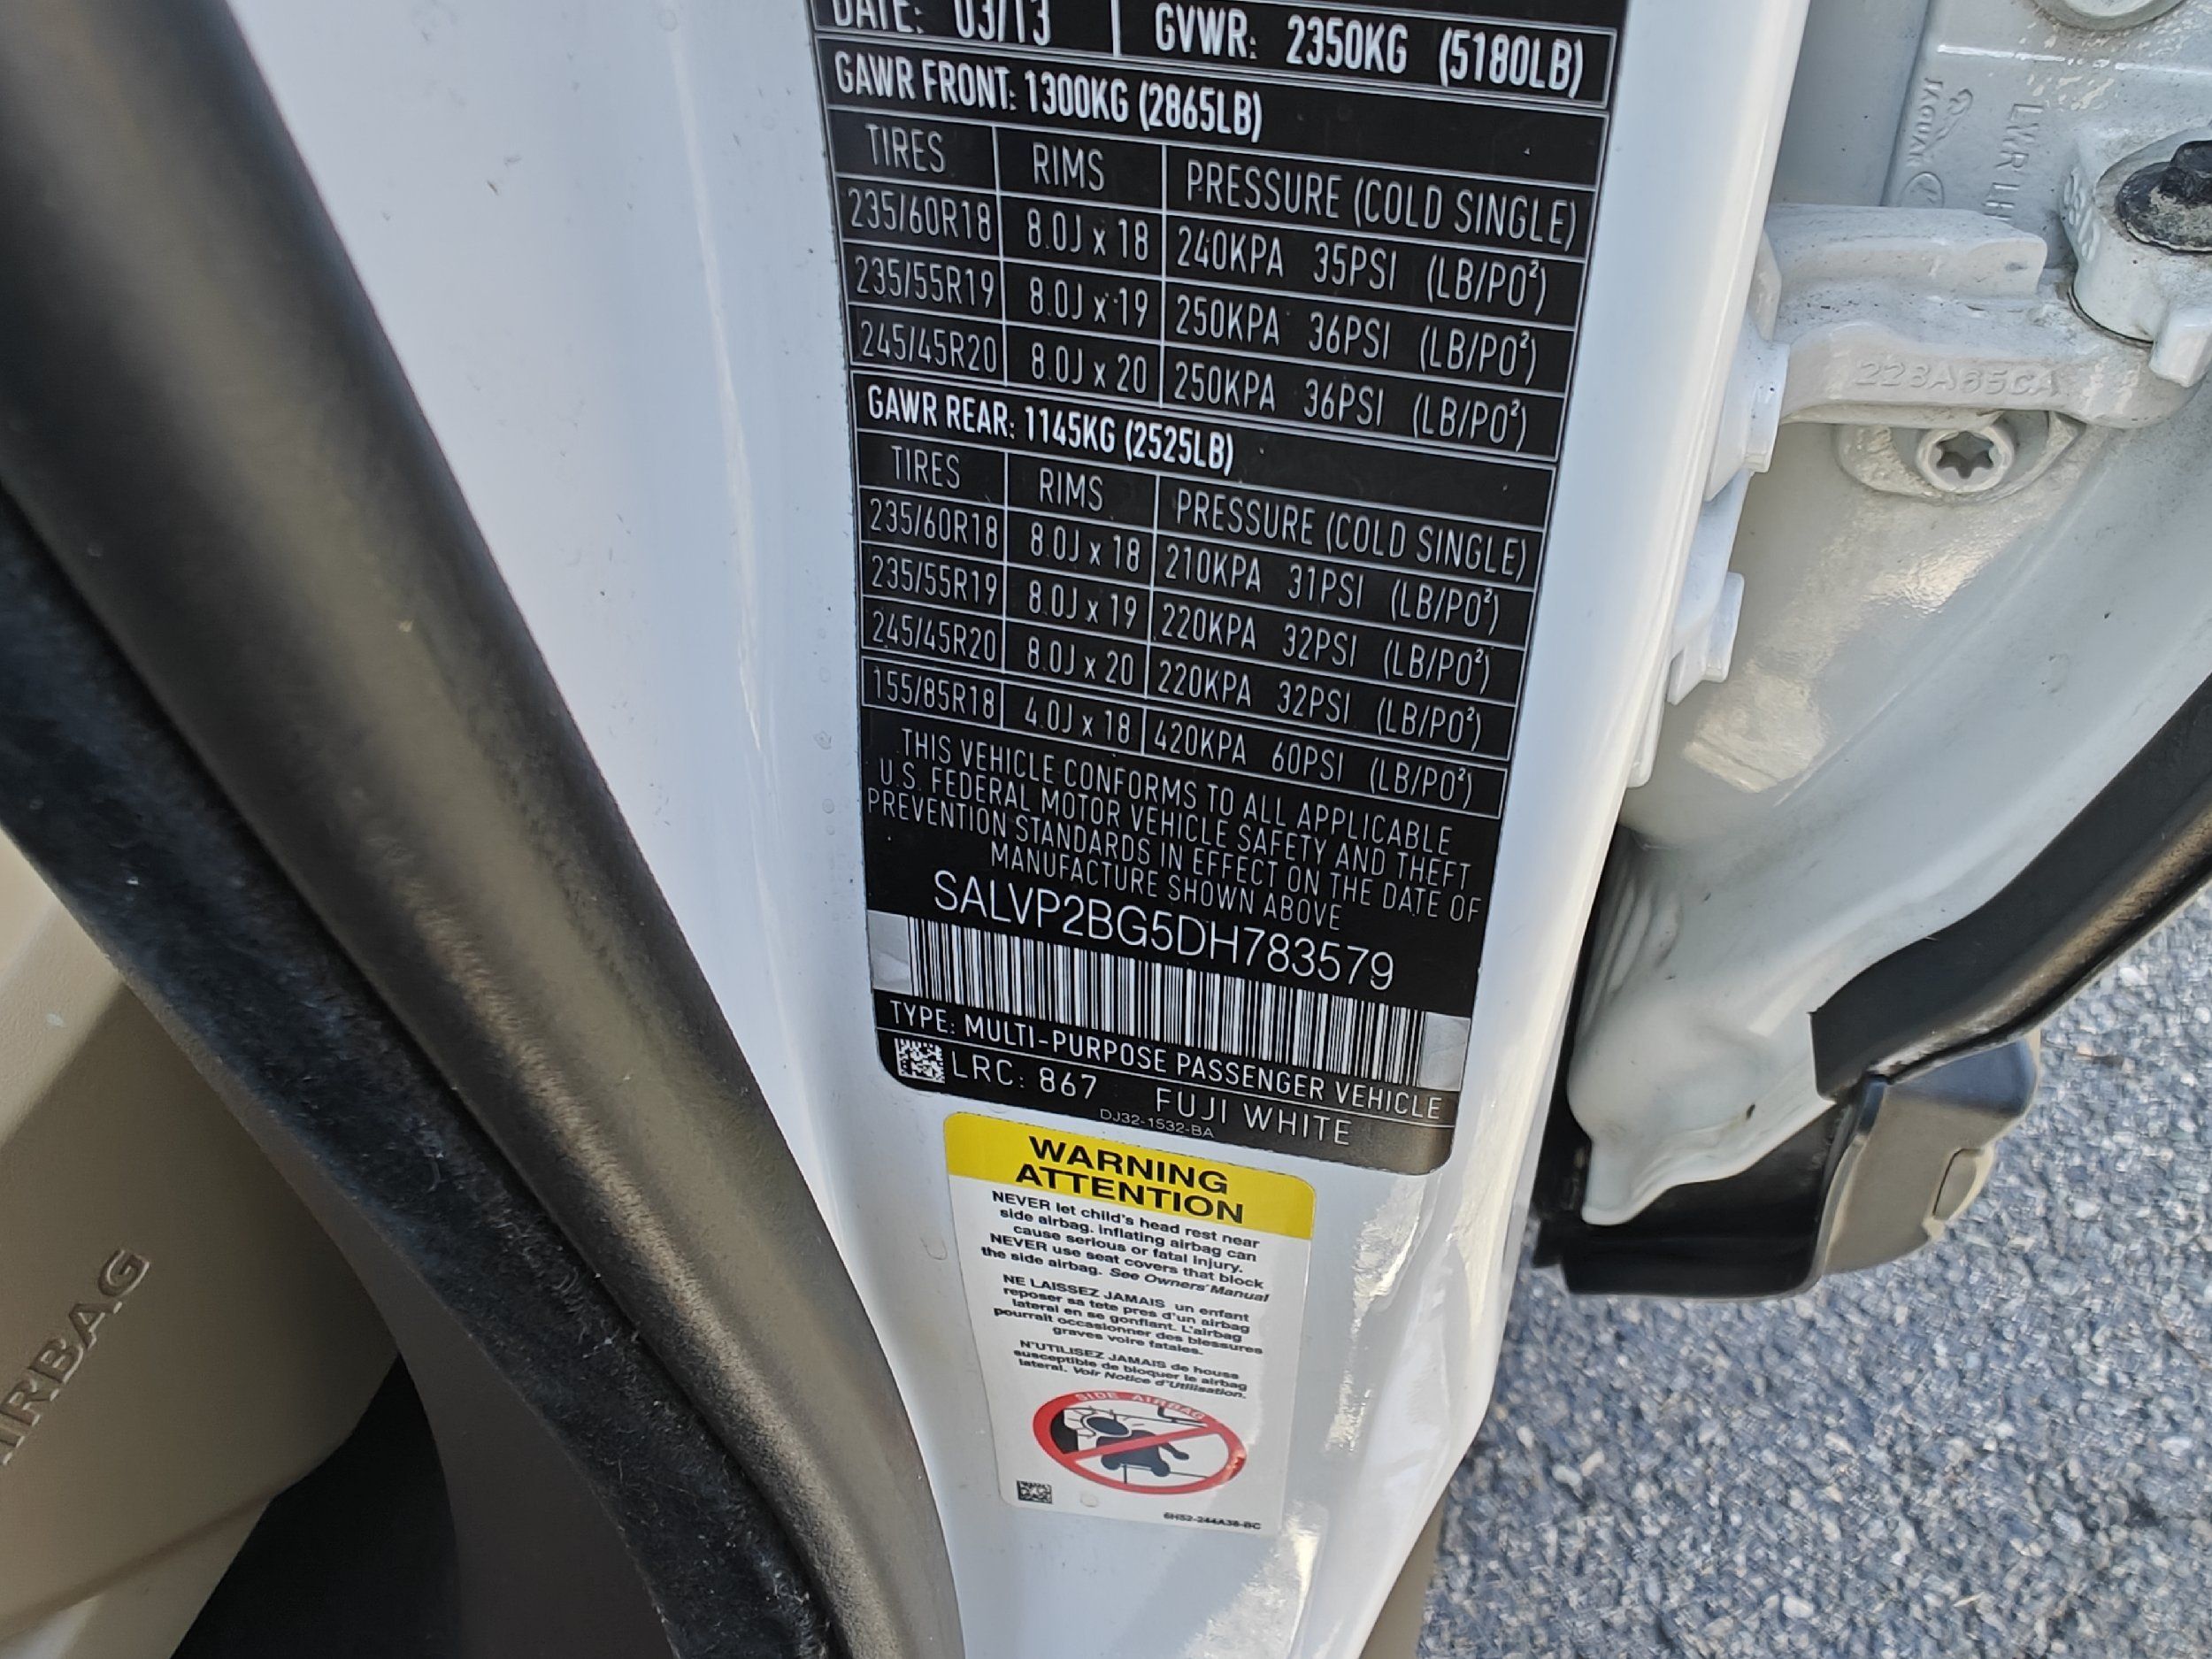 DATE: 03/13 GVWR: 2350KG (5180LB)
GAWR FRONT: 1300KG (2865LB)
TIRES RIMS PRESSURE (COLD SINGLE)
235/60R18 8.0J x 18 240KPA 35PSI (LB/PO²)
235/55R19 8.0J x 19 250KPA 36PSI (LB/PO²)
245/45R20 8.0J x 20 250KPA 36PSI (LB/PO²)
GAWR REAR: 1145KG (2525LB)
TIRES RIMS PRESSURE (COLD SINGLE)
235/60R18 8.0J x 18 210KPA 31PSI (LB/PO²)
235/55R19 8.0J x 19 220KPA 32PSI (LB/PO²)
245/45R20 8.0J x 20 220KPA 32PSI (LB/PO²)
155/85R18 4.0J x 18 420KPA 60PSI (LB/PO²)
THIS VEHICLE CONFORMS TO ALL APPLICABLE
U.S. FEDERAL MOTOR VEHICLE SAFETY AND THEFT
PREVENTION STANDARDS IN EFFECT ON THE DATE OF
MANUFACTURE SHOWN ABOVE
SALVP2BG5DH783579
TYPE: MULTI-PURPOSE PASSENGER VEHICLE
LRC: 867 FUJI WHITE
DJ32-1532-BA
WARNING
ATTENTION
NEVER let child's head rest near
side airbag. inflating airbag can
cause serious or fatal injury.
NEVER use seat covers that block
the side airbag. See Owners' Manual
NE LAISSEZ JAMAIS un enfant
reposer sa tete pres d'un airbag
lateral en se gonflant. L'airbag
pourrait occasionner des blessures
graves voire fatales.
N'UTILISEZ JAMAIS de house
susceptible de bloquer le airbag
lateral. Voir Notice d'Utilisation.
SIDE AIRBAG
6H52-244A38-BC
AIRBAG
LWR LH
228A65CA